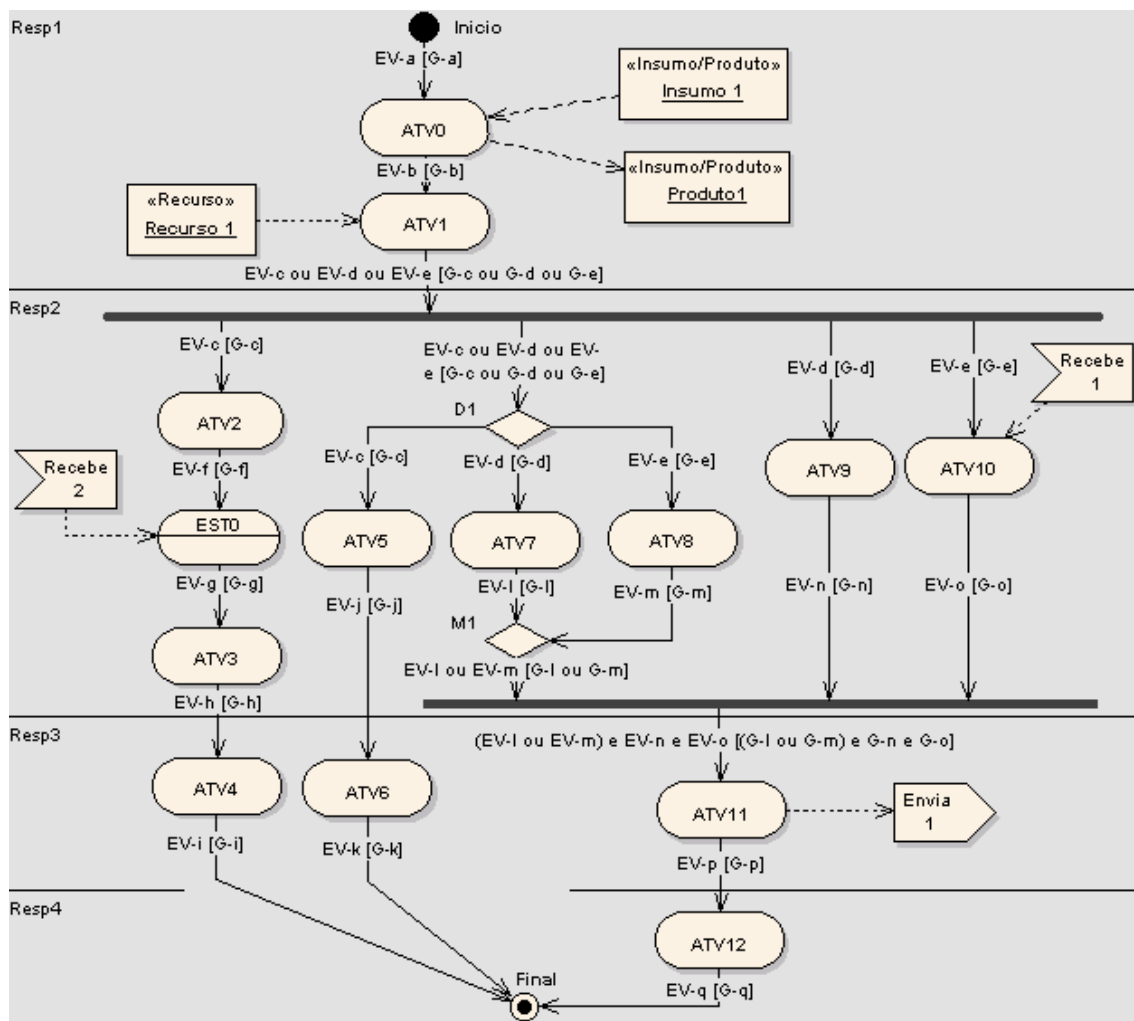 Resp1
Inicio
EV-a [G-a]
«Insumo/Produto»
Insumo 1
ATV0
EV-b [G-b]
«Insumo/Produto»
Produto1
«Recurso»
Recurso 1
ATV1
EV-c ou EV-d ou EV-e [G-c ou G-d ou G-e]
Resp2
EV-c [G-c]
EV-c ou EV-d ou EV-
e [G-c ou G-d ou G-e]
EV-d [G-d]
EV-e [G-e]
Recebe
1
D1
ATV2
EV-c [G-c]
EV-d [G-d]
EV-e [G-e]
ATV9
ATV10
Recebe
2
EV-f [G-f]
EST0
ATV5
ATV7
ATV8
EV-g [G-g]
EV-j [G-j]
EV-l [G-l]
EV-m [G-m]
EV-n [G-n]
EV-o [G-o]
M1
ATV3
EV-l ou EV-m [G-l ou G-m]
EV-h [G-h]
Resp3
(EV-l ou EV-m) e EV-n e EV-o [(G-l ou G-m) e G-n e G-o]
ATV4
ATV6
ATV11
Envia
1
EV-i [G-i]
EV-k [G-k]
EV-p [G-p]
Resp4
ATV12
Final
EV-q [G-q]